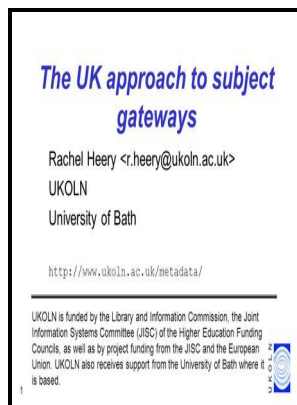 The UK approach to subject
gateways
Rachel Heery <r.heery@ukoln.ac.uk>
UKOLN
University of Bath
http://www.ukoln.ac.uk/metadata/
UKOLN is funded by the Library and Information Commission, the Joint
Information Systems Committee (JISC) of the Higher Education Funding
Councils, as well as by project funding from the JISC and the European
Union. UKOLN also receives support from the University of Bath where it
is based.
UKOLN
1